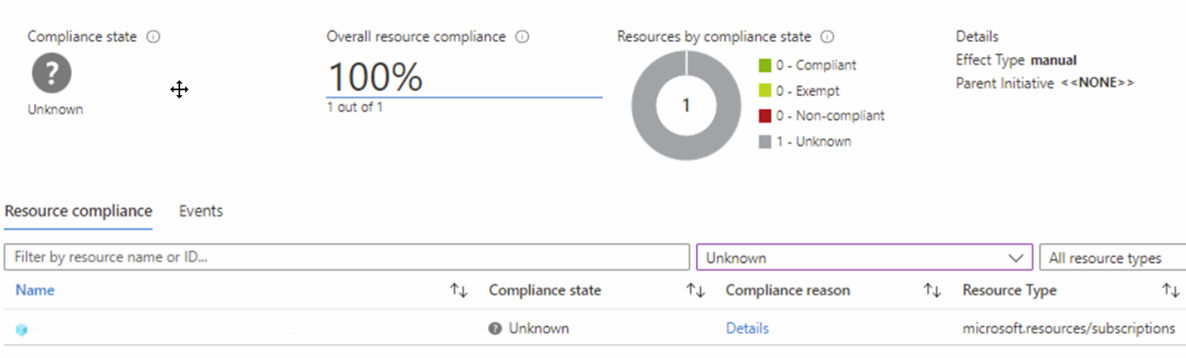 Compliance state
?
Unknown
Overall resource compliance
100%
1 out of 1
Resources by compliance state
1
0 - Compliant
0 - Exempt
0 - Non-compliant
1 - Unknown
Details
Effect Type manual
Parent Initiative <<NONE>>
Resource compliance Events
Filter by resource name or ID... Unknown All resource types
Name Compliance state Compliance reason Resource Type
? Unknown Details microsoft.resources/subscriptions